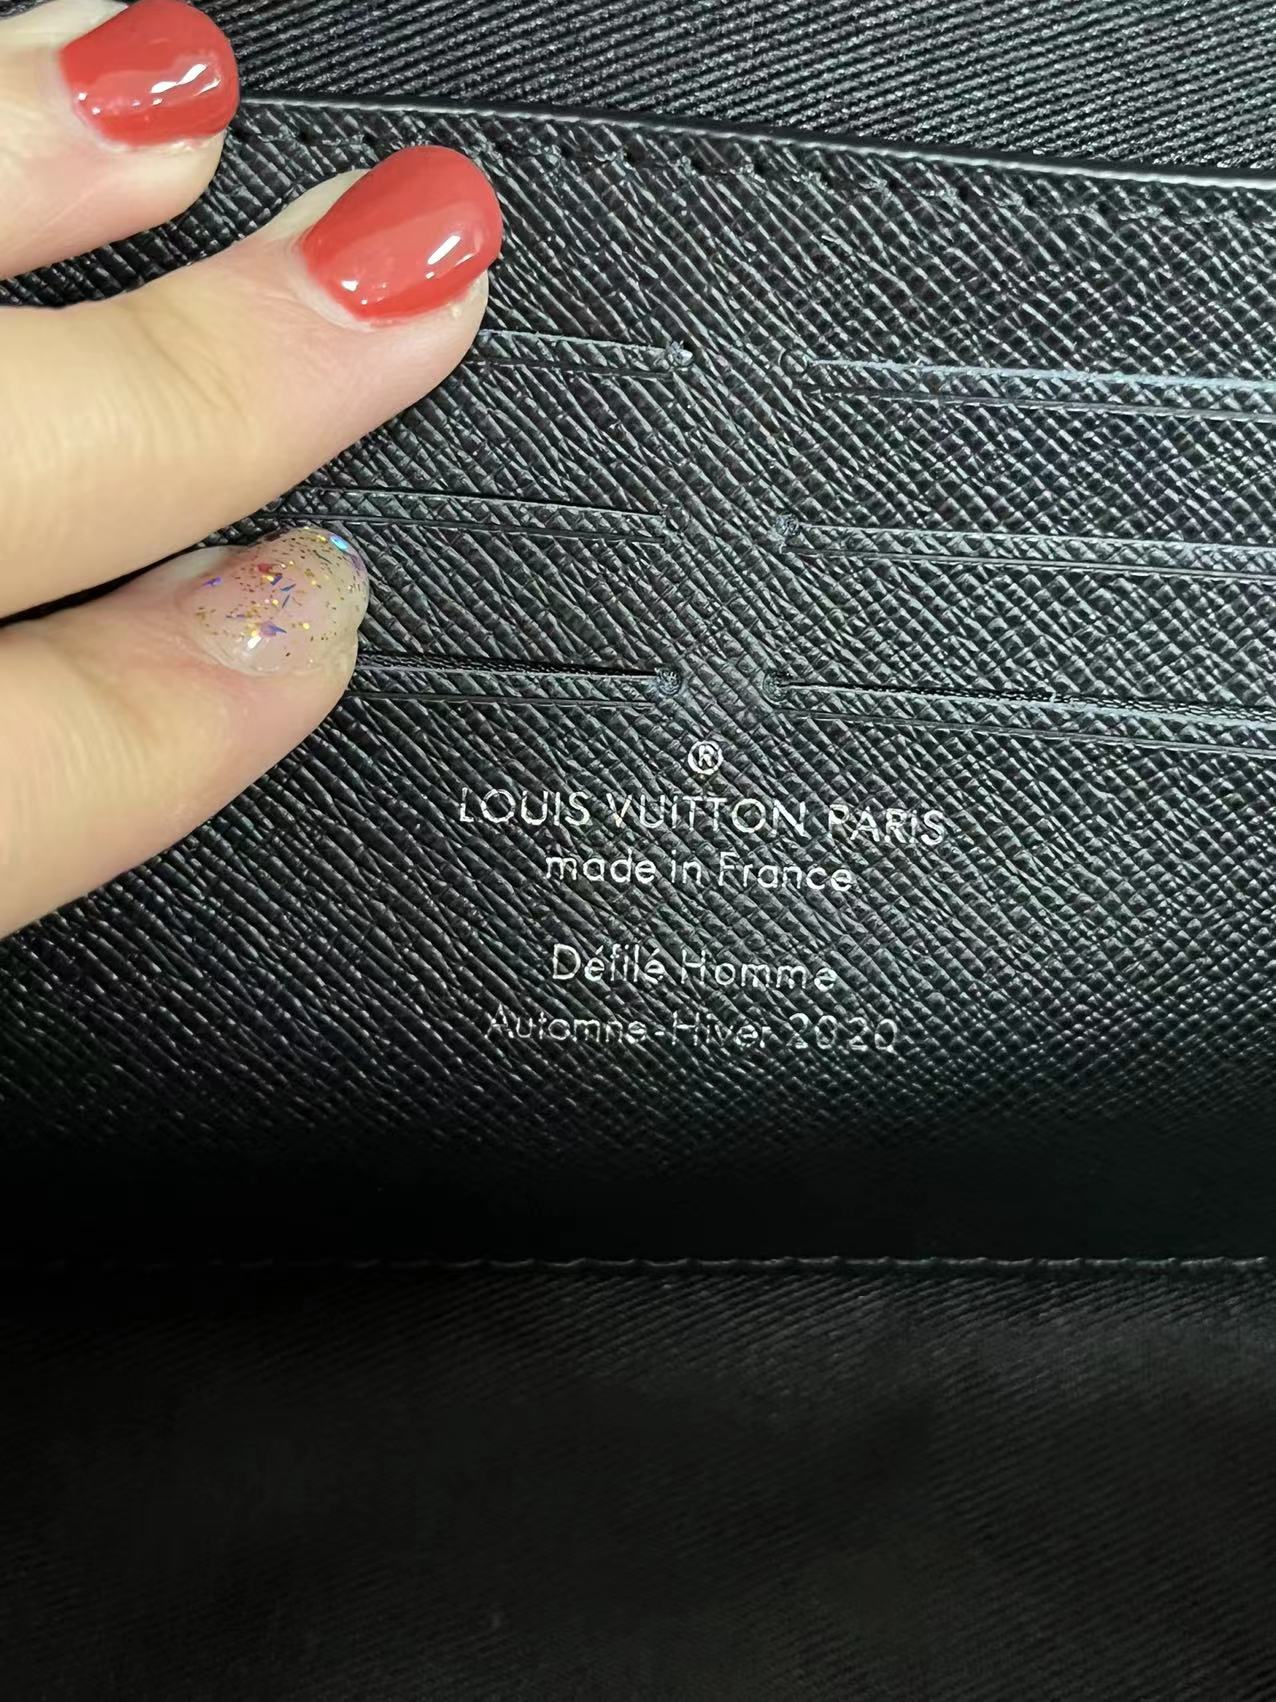 ®
LOUIS VUITTON PARIS
made in France
Défilé Homme
Automne-Hiver 2020